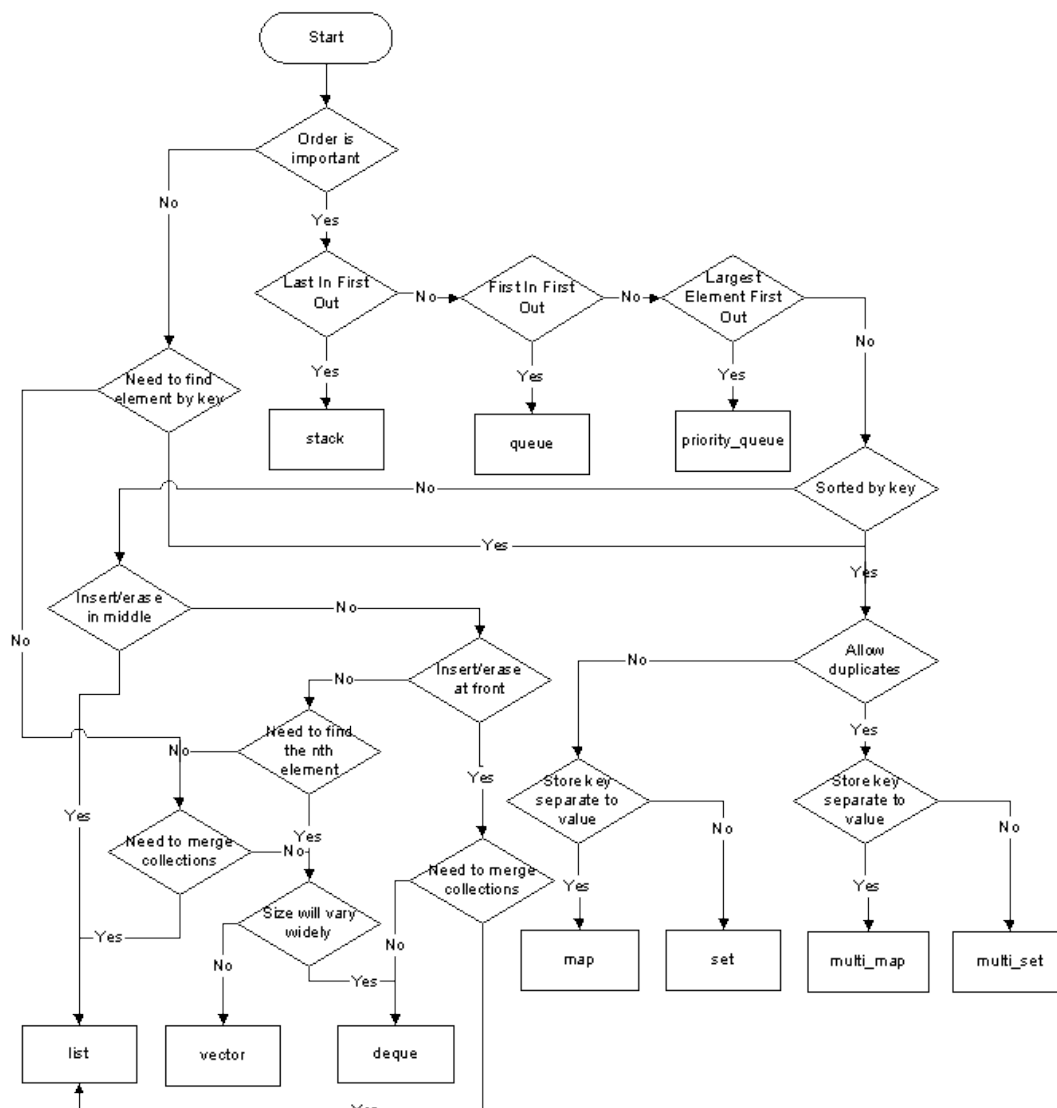 Start
Order is
important
No
Yes
Last In First
Out
No
First In First
Out
No
Largest
Element First
Out
No
Need to find
element by key
Yes
Yes
Yes
stack
queue
priority_queue
Sorted by key
No
Yes
Yes
Insert/erase
in middle
No
No
Insert/erase
at front
No
No
Allow
duplicates
Need to find
the nth
element
No
Yes
Yes
Store key
separate to
value
Store key
separate to
value
Yes
Yes
No
No
Need to merge
collections
No
Need to merge
collections
Yes
Yes
Size will vary
widely
Yes
No
No
Yes
map
set
multi_map
multi_set
list
vector
deque
Yes